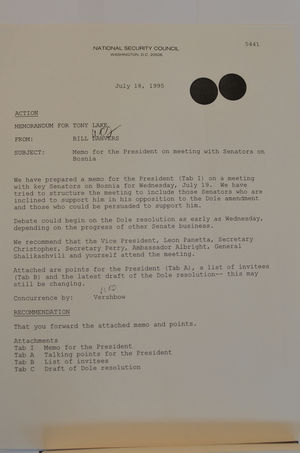 NATIONAL SECURITY COUNCIL
WASHINGTON, D.C. 20506
5441
July 18, 1995
ACTION
MEMORANDUM FOR TONY LAKE
FROM: BILL DANVERS
SUBJECT: Memo for the President on meeting with Senators on
Bosnia
We have prepared a memo for the President (Tab I) on a meeting
with key Senators on Bosnia for Wednesday, July 19. We have
tried to structure the meeting to include those Senators who are
inclined to support him in his opposition to the Dole amendment
and those who could be persuaded to support him.
Debate could begin on the Dole resolution as early as Wednesday,
depending on the progress of other Senate business.
We recommend that the Vice President, Leon Panetta, Secretary
Christopher, Secretary Perry, Ambassador Albright, General
Shalikashvili and yourself attend the meeting.
Attached are points for the President (Tab A), a list of invitees
(Tab B) and the latest draft of the Dole resolution-- this may
still be changing.
Concurrence by: Vershbow
RECOMMENDATION
That you forward the attached memo and points.
Attachments
Tab I Memo for the President
Tab A Talking points for the President
Tab B List of invitees
Tab C Draft of Dole resolution